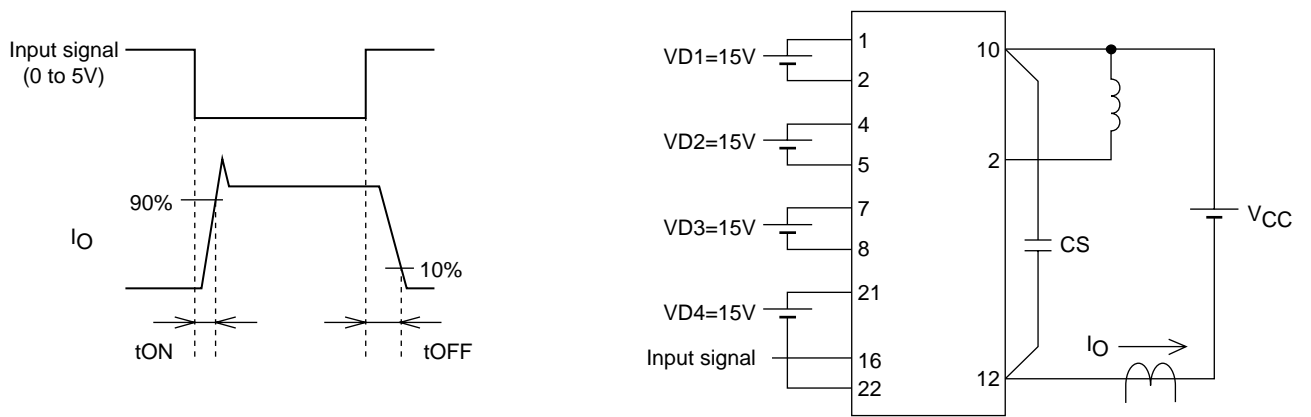 Input signal
(0 to 5V)
90%
IO
10%
tON
tOFF
VD1=15V
1
2
VD2=15V
4
5
VD3=15V
7
8
VD4=15V
21
Input signal
16
22
10
2
12
CS
VCC
IO